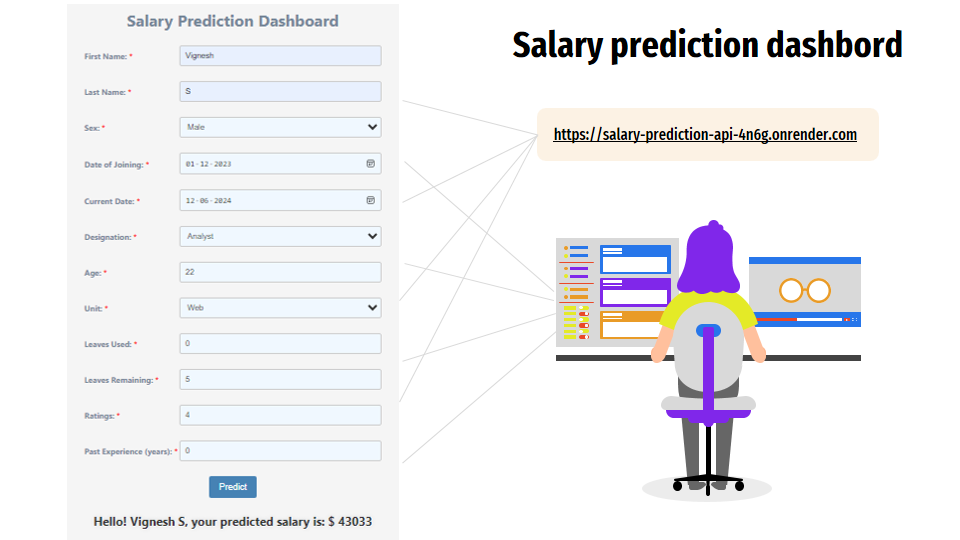 Salary Prediction Dashboard
First Name: * Vignesh
Last Name: * S
Sex: * Male
Date of Joining: * 01-12-2023
Current Date: * 12-06-2024
Designation: * Analyst
Age: * 22
Unit: * Web
Leaves Used: * 0
Leaves Remaining: * 5
Ratings: * 4
Past Experience (years): * 0
Predict
Hello! Vignesh S, your predicted salary is: $ 43033
Salary prediction dashbord
https://salary-prediction-api-4n6g.onrender.com